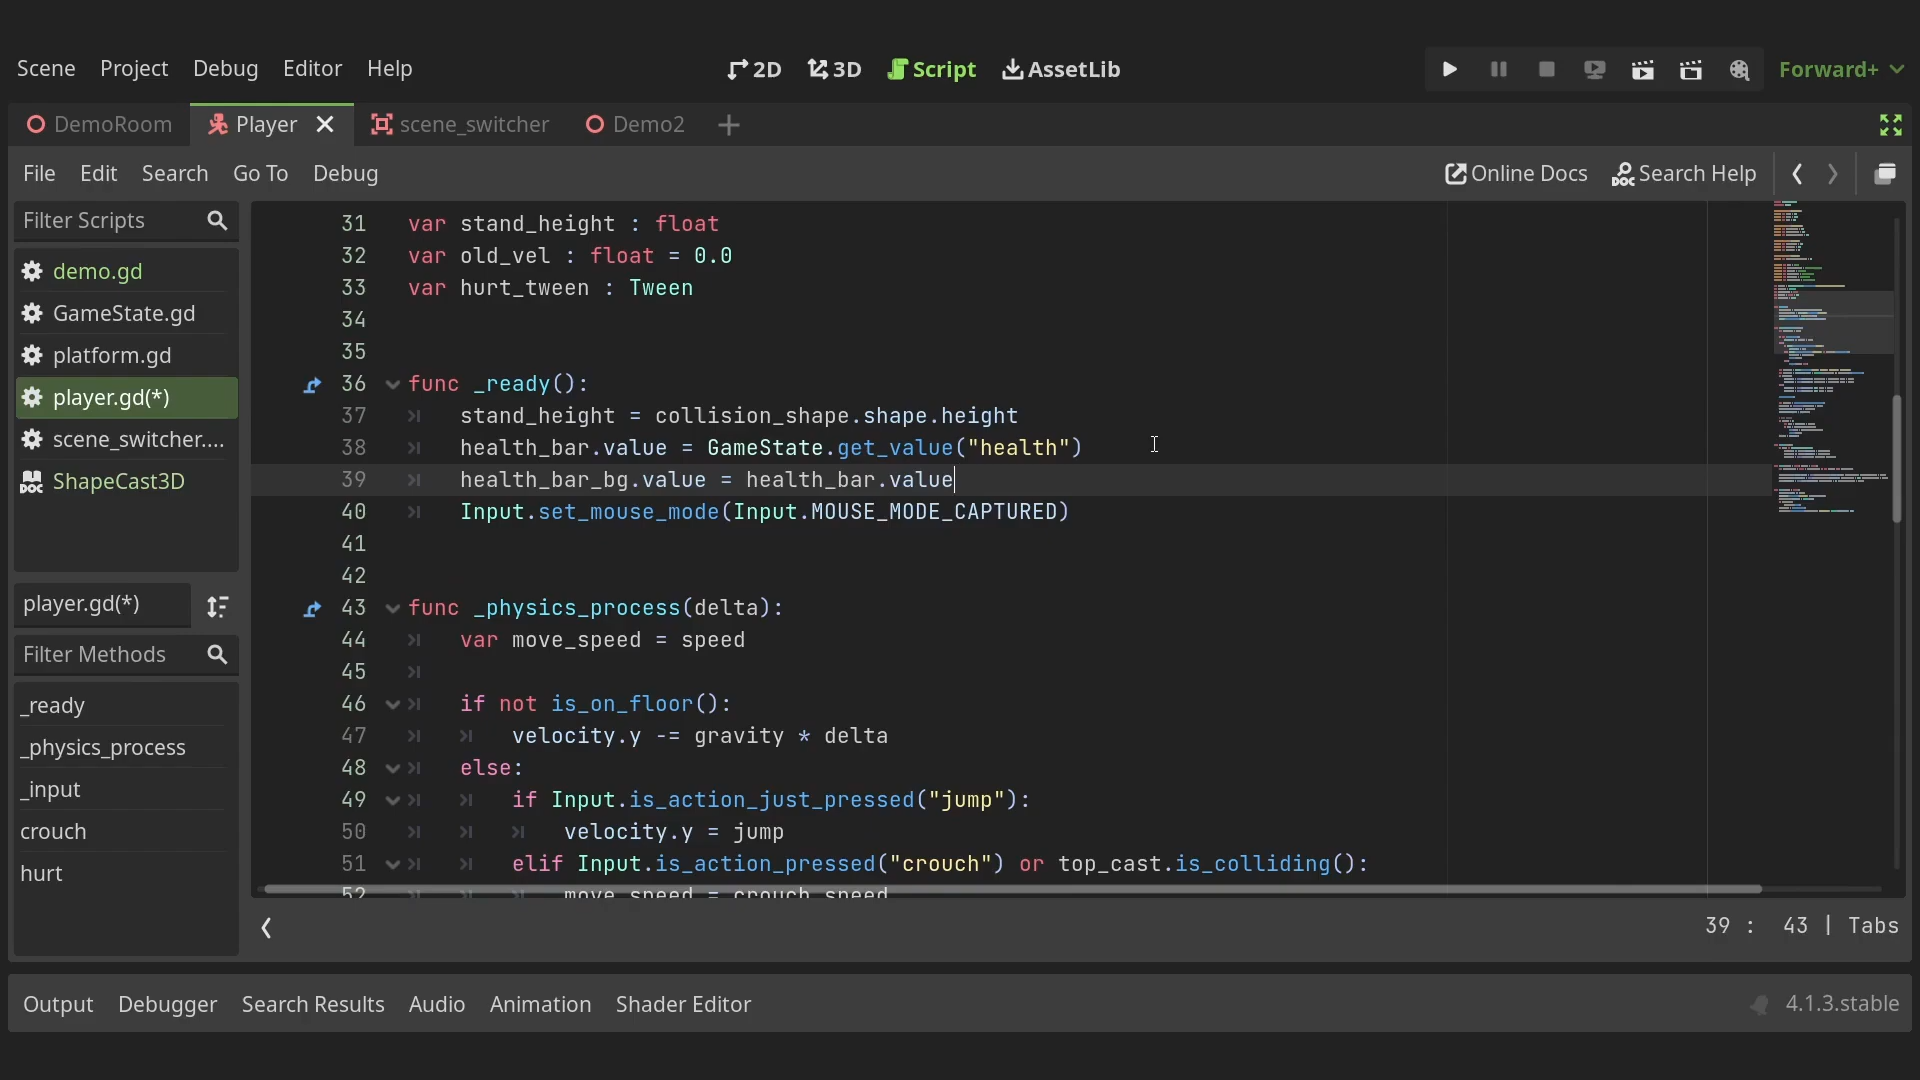 Scene Project Debug Editor Help 2D 3D Script AssetLib Forward+
DemoRoom Player scene_switcher Demo2
File Edit Search Go To Debug Online Docs Search Help
Filter Scripts
demo.gd
GameState.gd
platform.gd
player.gd(*)
scene_switcher....
ShapeCast3D
player.gd(*)
Filter Methods
_ready
_physics_process
_input
crouch
hurt
31 var stand_height : float
32 var old_vel : float = 0.0
33 var hurt_tween : Tween
34
35
36 func _ready():
37 stand_height = collision_shape.shape.height
38 health_bar.value = GameState.get_value("health")
39 health_bar_bg.value = health_bar.value
40 Input.set_mouse_mode(Input.MOUSE_MODE_CAPTURED)
41
42
43 func _physics_process(delta):
44 var move_speed = speed
45
46 if not is_on_floor():
47 velocity.y -= gravity * delta
48 else:
49 if Input.is_action_just_pressed("jump"):
50 velocity.y = jump
51 elif Input.is_action_pressed("crouch") or top_cast.is_colliding():
52 move_speed = crouch_speed
39 : 43 | Tabs
Output Debugger Search Results Audio Animation Shader Editor 4.1.3.stable